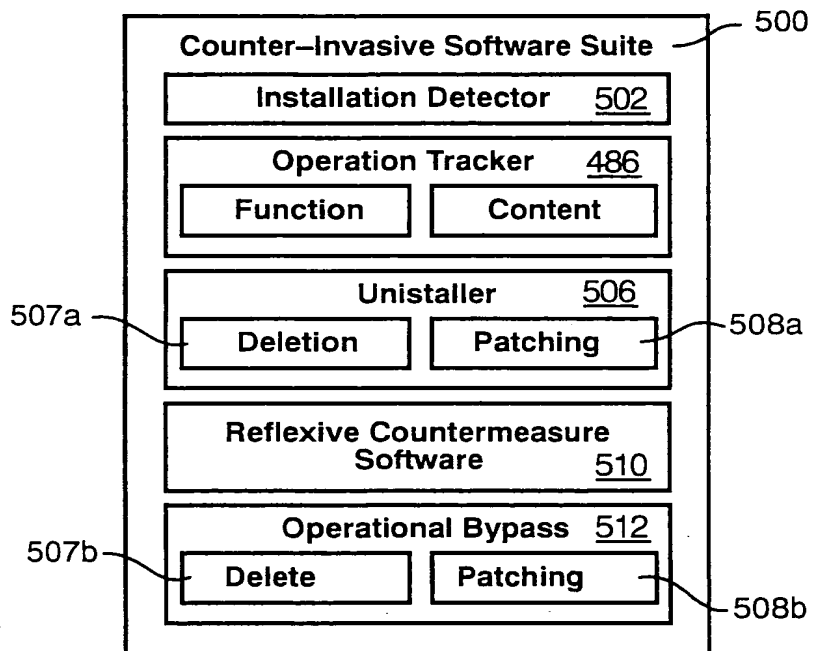 500
Counter–Invasive Software Suite
Installation Detector 502
Operation Tracker 486
Function Content
Unistaller 506
507a
508a
Deletion Patching
Reflexive Countermeasure
Software 510
Operational Bypass 512
507b
Delete Patching
508b